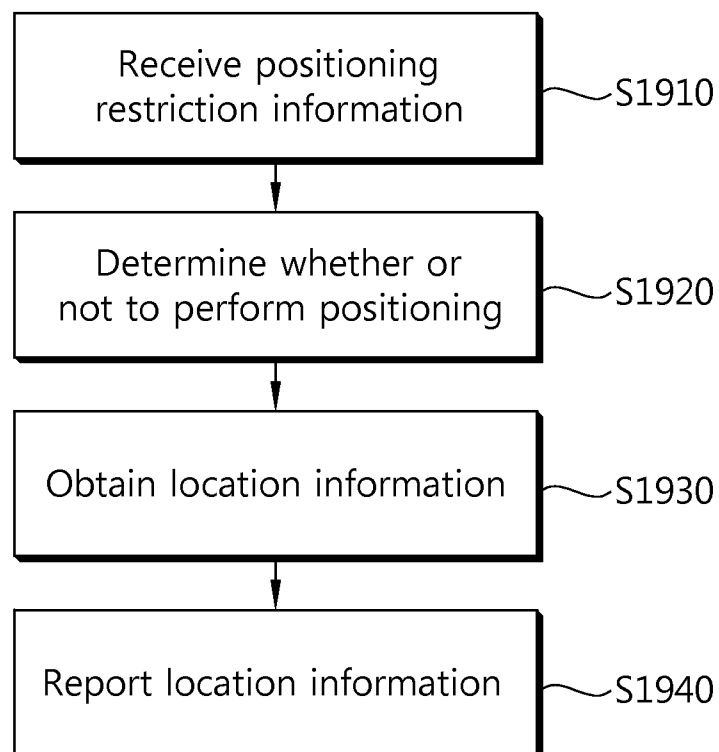 Receive positioning
restriction information
S1910
Determine whether or
not to perform positioning
S1920
Obtain location information
S1930
Report location information
S1940